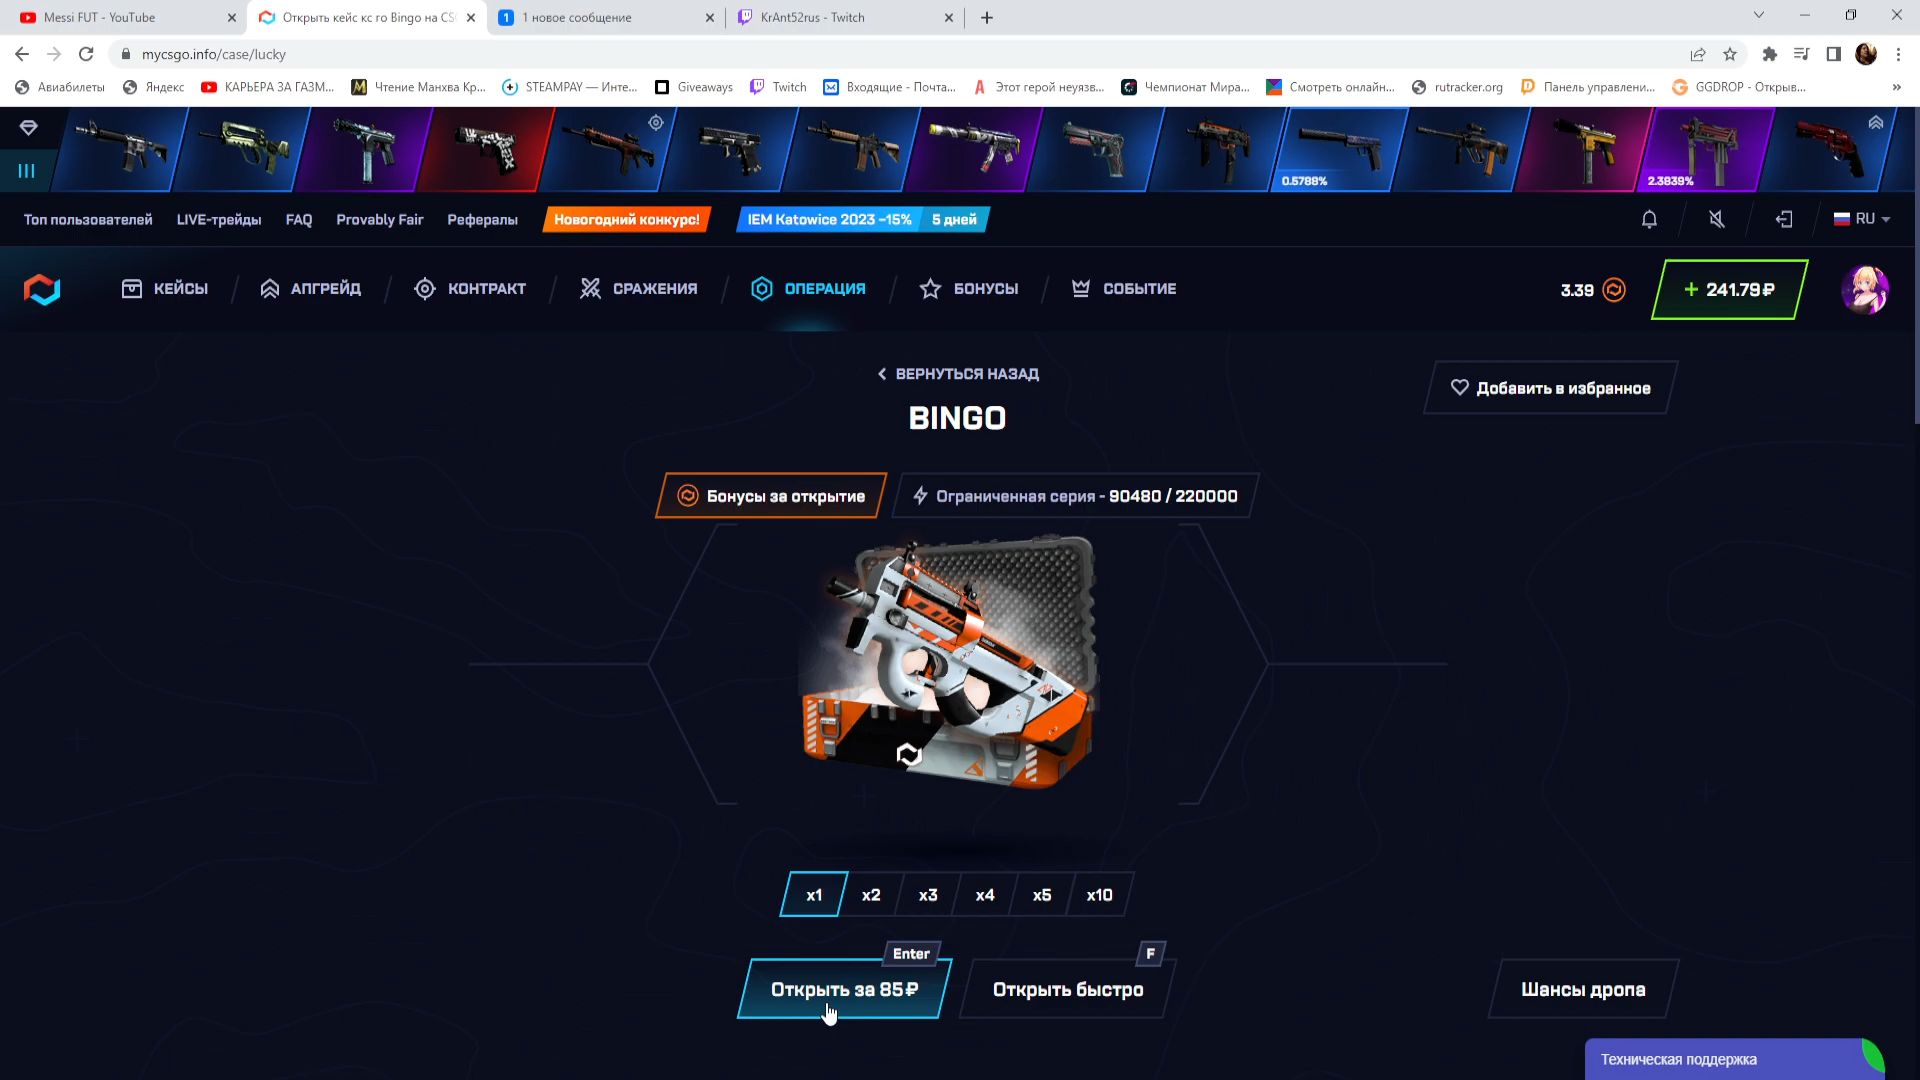 Messi FUT - YouTube
Открыть кейс кс го Bingo на CS
1 новое сообщение
KrAnt52rus - Twitch
mycsgo.info/case/lucky
Авиабилеты
Яндекс
КАРЬЕРА ЗА ГАЗМ...
Чтение Манхва Кр...
STEAMPAY — Инте...
Giveaways
Twitch
Входящие - Почта...
Этот герой неуязв...
Чемпионат Мира...
Смотреть онлайн...
rutracker.org
Панель управлени...
GGDROP - Открыв...
»
0.5788%
2.3839%
Топ пользователей
LIVE-трейды
FAQ
Provably Fair
Рефералы
Новогодний конкурс!
IEM Katowice 2023 -15%
5 дней
RU
КЕЙСЫ
АПГРЕЙД
КОНТРАКТ
СРАЖЕНИЯ
ОПЕРАЦИЯ
БОНУСЫ
СОБЫТИЕ
3.39
+ 241.79₽
ВЕРНУТЬСЯ НАЗАД
Добавить в избранное
BINGO
Бонусы за открытие
Ограниченная серия - 90480 / 220000
x1
x2
x3
x4
x5
x10
Enter
F
Открыть за 85₽
Открыть быстро
Шансы дропа
Техническая поддержка